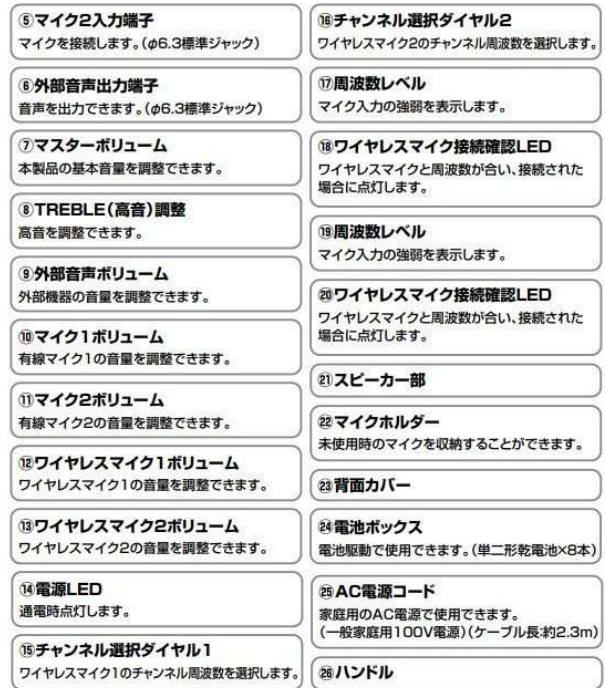 ⑤マイク2入力端子
マイクを接続します。(φ6.3標準ジャック)
⑥外部音声出力端子
音声を出力できます。(φ6.3標準ジャック)
⑦マスターボリューム
本製品の基本音量を調整できます。
⑧TREBLE(高音)調整
高音を調整できます。
⑨外部音声ボリューム
外部機器の音量を調整できます。
⑩マイク1ボリューム
有線マイク1の音量を調整できます。
⑪マイク2ボリューム
有線マイク2の音量を調整できます。
⑫ワイヤレスマイク1ボリューム
ワイヤレスマイク1の音量を調整できます。
⑬ワイヤレスマイク2ボリューム
ワイヤレスマイク2の音量を調整できます。
⑭電源LED
通電時点灯します。
⑮チャンネル選択ダイヤル1
ワイヤレスマイク1のチャンネル周波数を選択します。
⑯チャンネル選択ダイヤル2
ワイヤレスマイク2のチャンネル周波数を選択します。
⑰周波数レベル
マイク入力の強弱を表示します。
⑱ワイヤレスマイク接続確認LED
ワイヤレスマイクと周波数が合い、接続された
場合に点灯します。
⑲周波数レベル
マイク入力の強弱を表示します。
⑳ワイヤレスマイク接続確認LED
ワイヤレスマイクと周波数が合い、接続された
場合に点灯します。
㉑スピーカー部
㉒マイクホルダー
未使用時のマイクを収納することができます。
㉓背面カバー
㉔電池ボックス
電池駆動で使用できます。(単二形乾電池×8本)
㉕AC電源コード
家庭用のAC電源で使用できます。
(一般家庭用100V電源)(ケーブル長:約2.3m)
㉖ハンドル